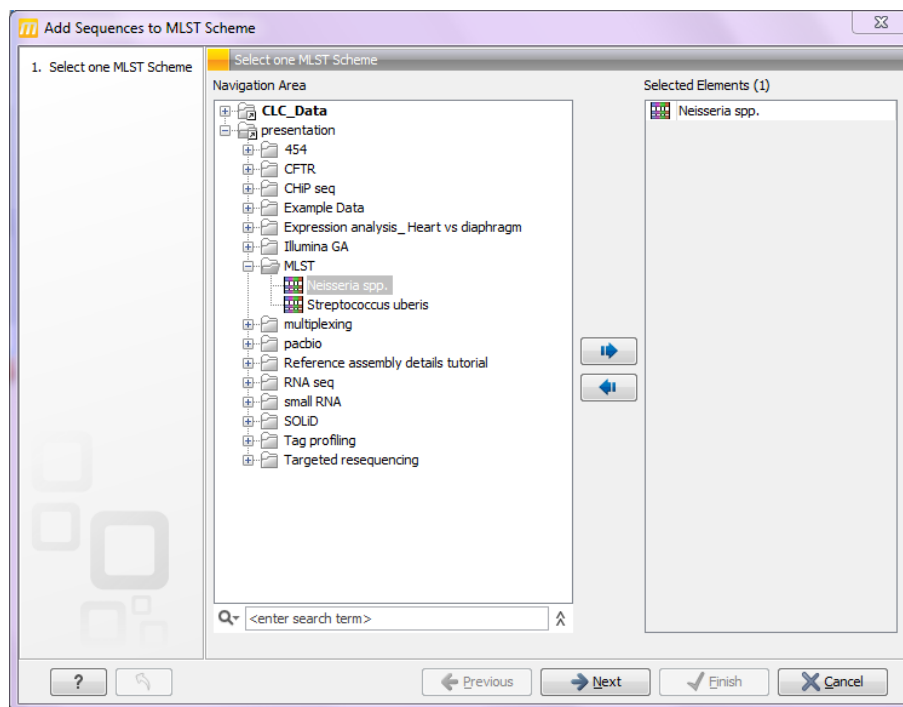 Add Sequences to MLST Scheme
1. Select one MLST Scheme
Select one MLST Scheme
Navigation Area
CLC_Data
presentation
454
CFTR
CHiP seq
Example Data
Expression analysis_ Heart vs diaphragm
Illumina GA
MLST
Neisseria spp.
Streptococcus uberis
multiplexing
pacbio
Reference assembly details tutorial
RNA seq
small RNA
SOLiD
Tag profiling
Targeted resequencing
<enter search term>
Selected Elements (1)
Neisseria spp.
?
Previous
Next
Finish
Cancel